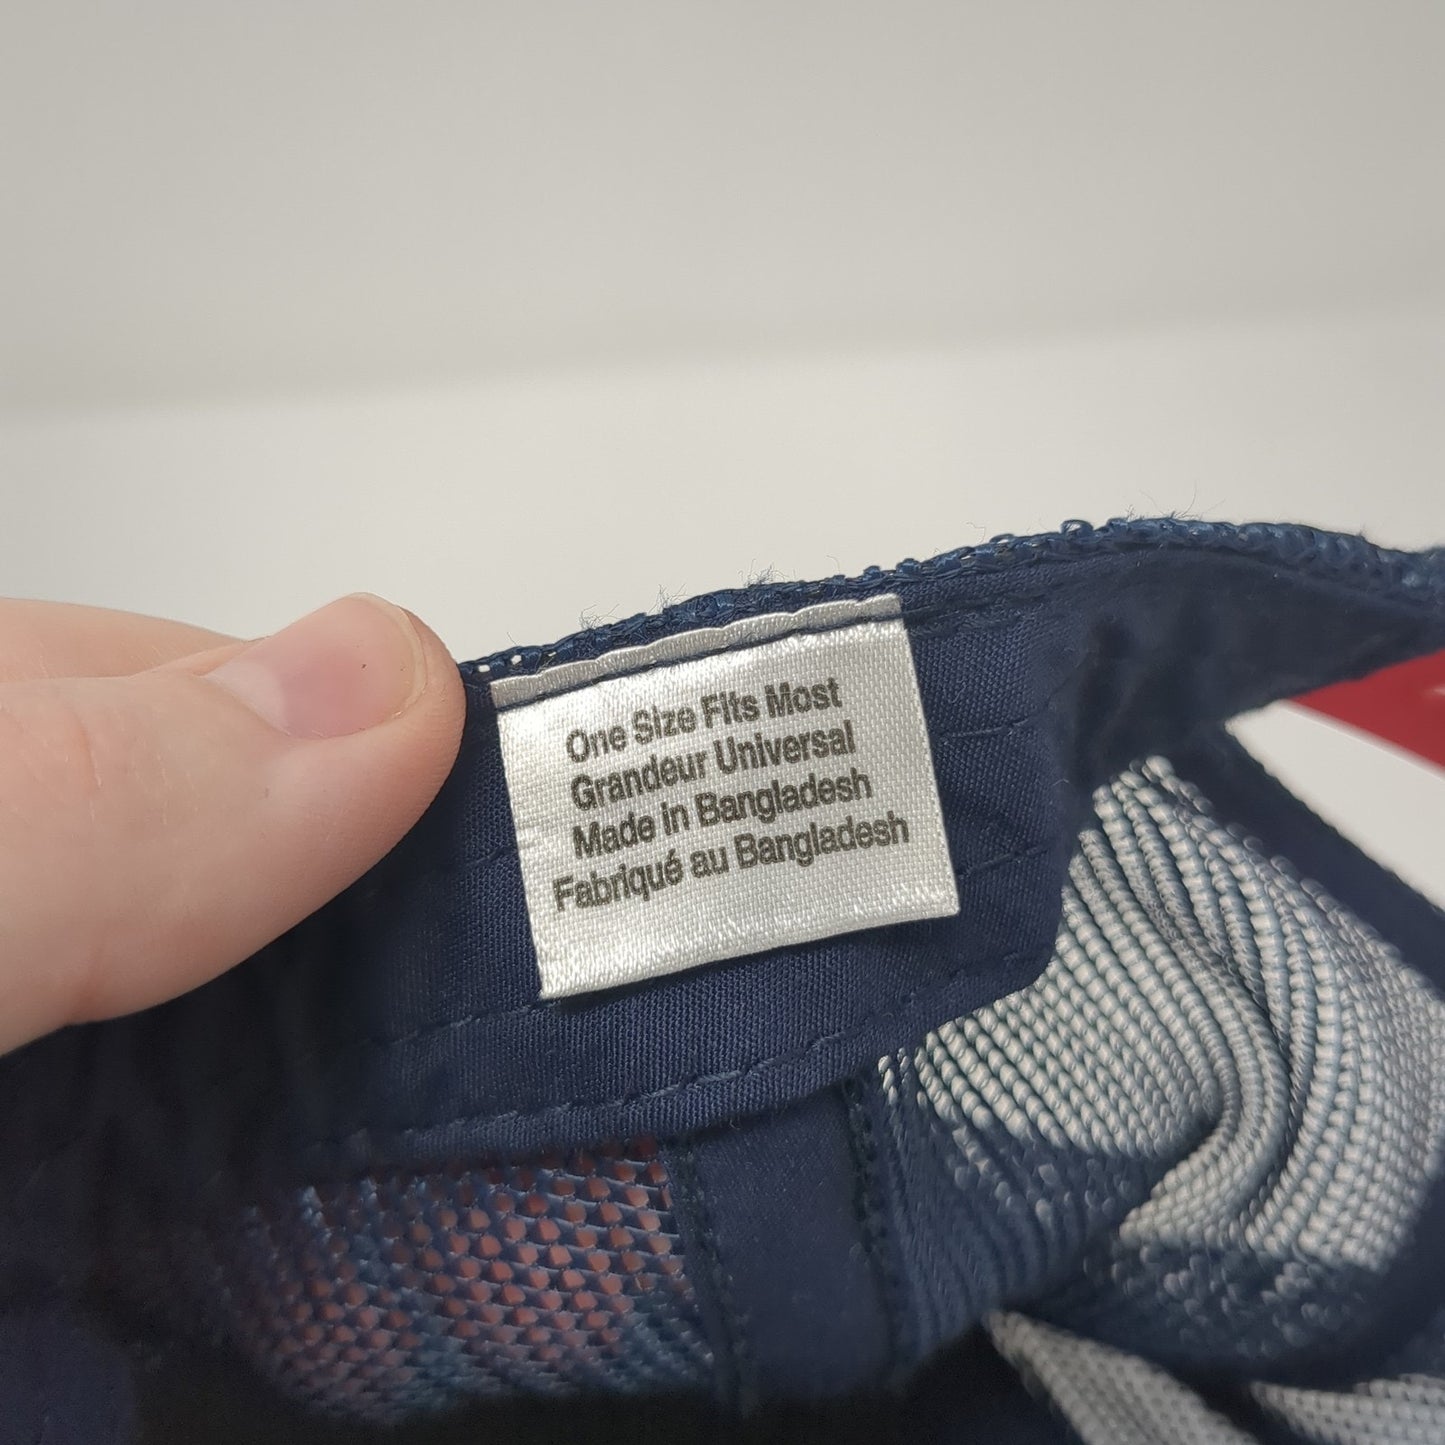 One Size Fits Most
Grandeur Universal
Made in Bangladesh
Fabriqué au Bangladesh